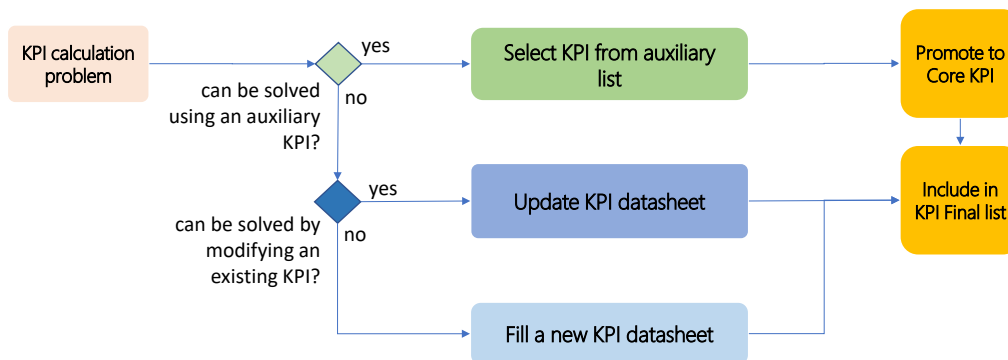 KPI calculation
problem
yes
can be solved
using an auxiliary
KPI?
no
Select KPI from auxiliary
list
Promote to
Core KPI
yes
can be solved by
modifying an
existing KPI?
no
Update KPI datasheet
Include in
KPI Final list
Fill a new KPI datasheet